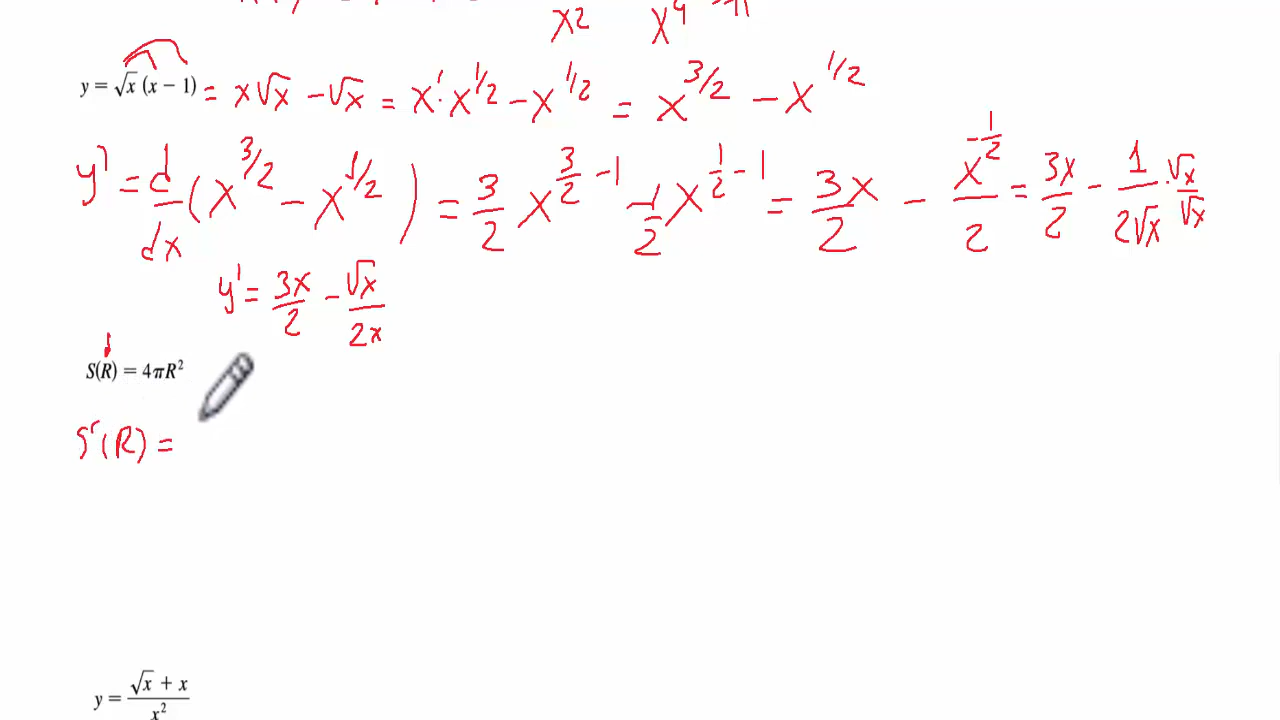 x² x⁴
y = √x (x − 1) = x√x − √x = x¹·x^1/2 − x^1/2 = x^3/2 − x^1/2
y' = d/dx (x^3/2 − x^1/2) = 3/2 x^(3/2 − 1) − 1/2 x^(1/2 − 1) = 3x/2 − x^(-1/2)/2 = 3x/2 − 1/2√x · √x/√x
y' = 3x/2 − √x/2x
S(R) = 4πR²
S'(R) =
y = (√x + x)/x²